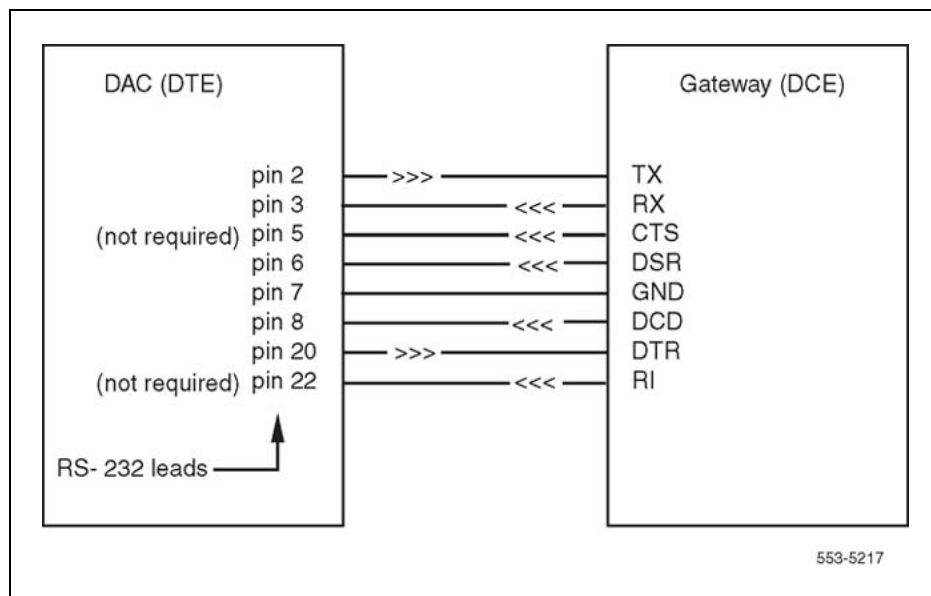 DAC (DTE) Gateway (DCE)
pin 2 >>> TX
pin 3 <<< RX
(not required) pin 5 <<< CTS
pin 6 <<< DSR
pin 7 GND
pin 8 <<< DCD
pin 20 >>> DTR
(not required) pin 22 <<< RI
RS- 232 leads
553-5217